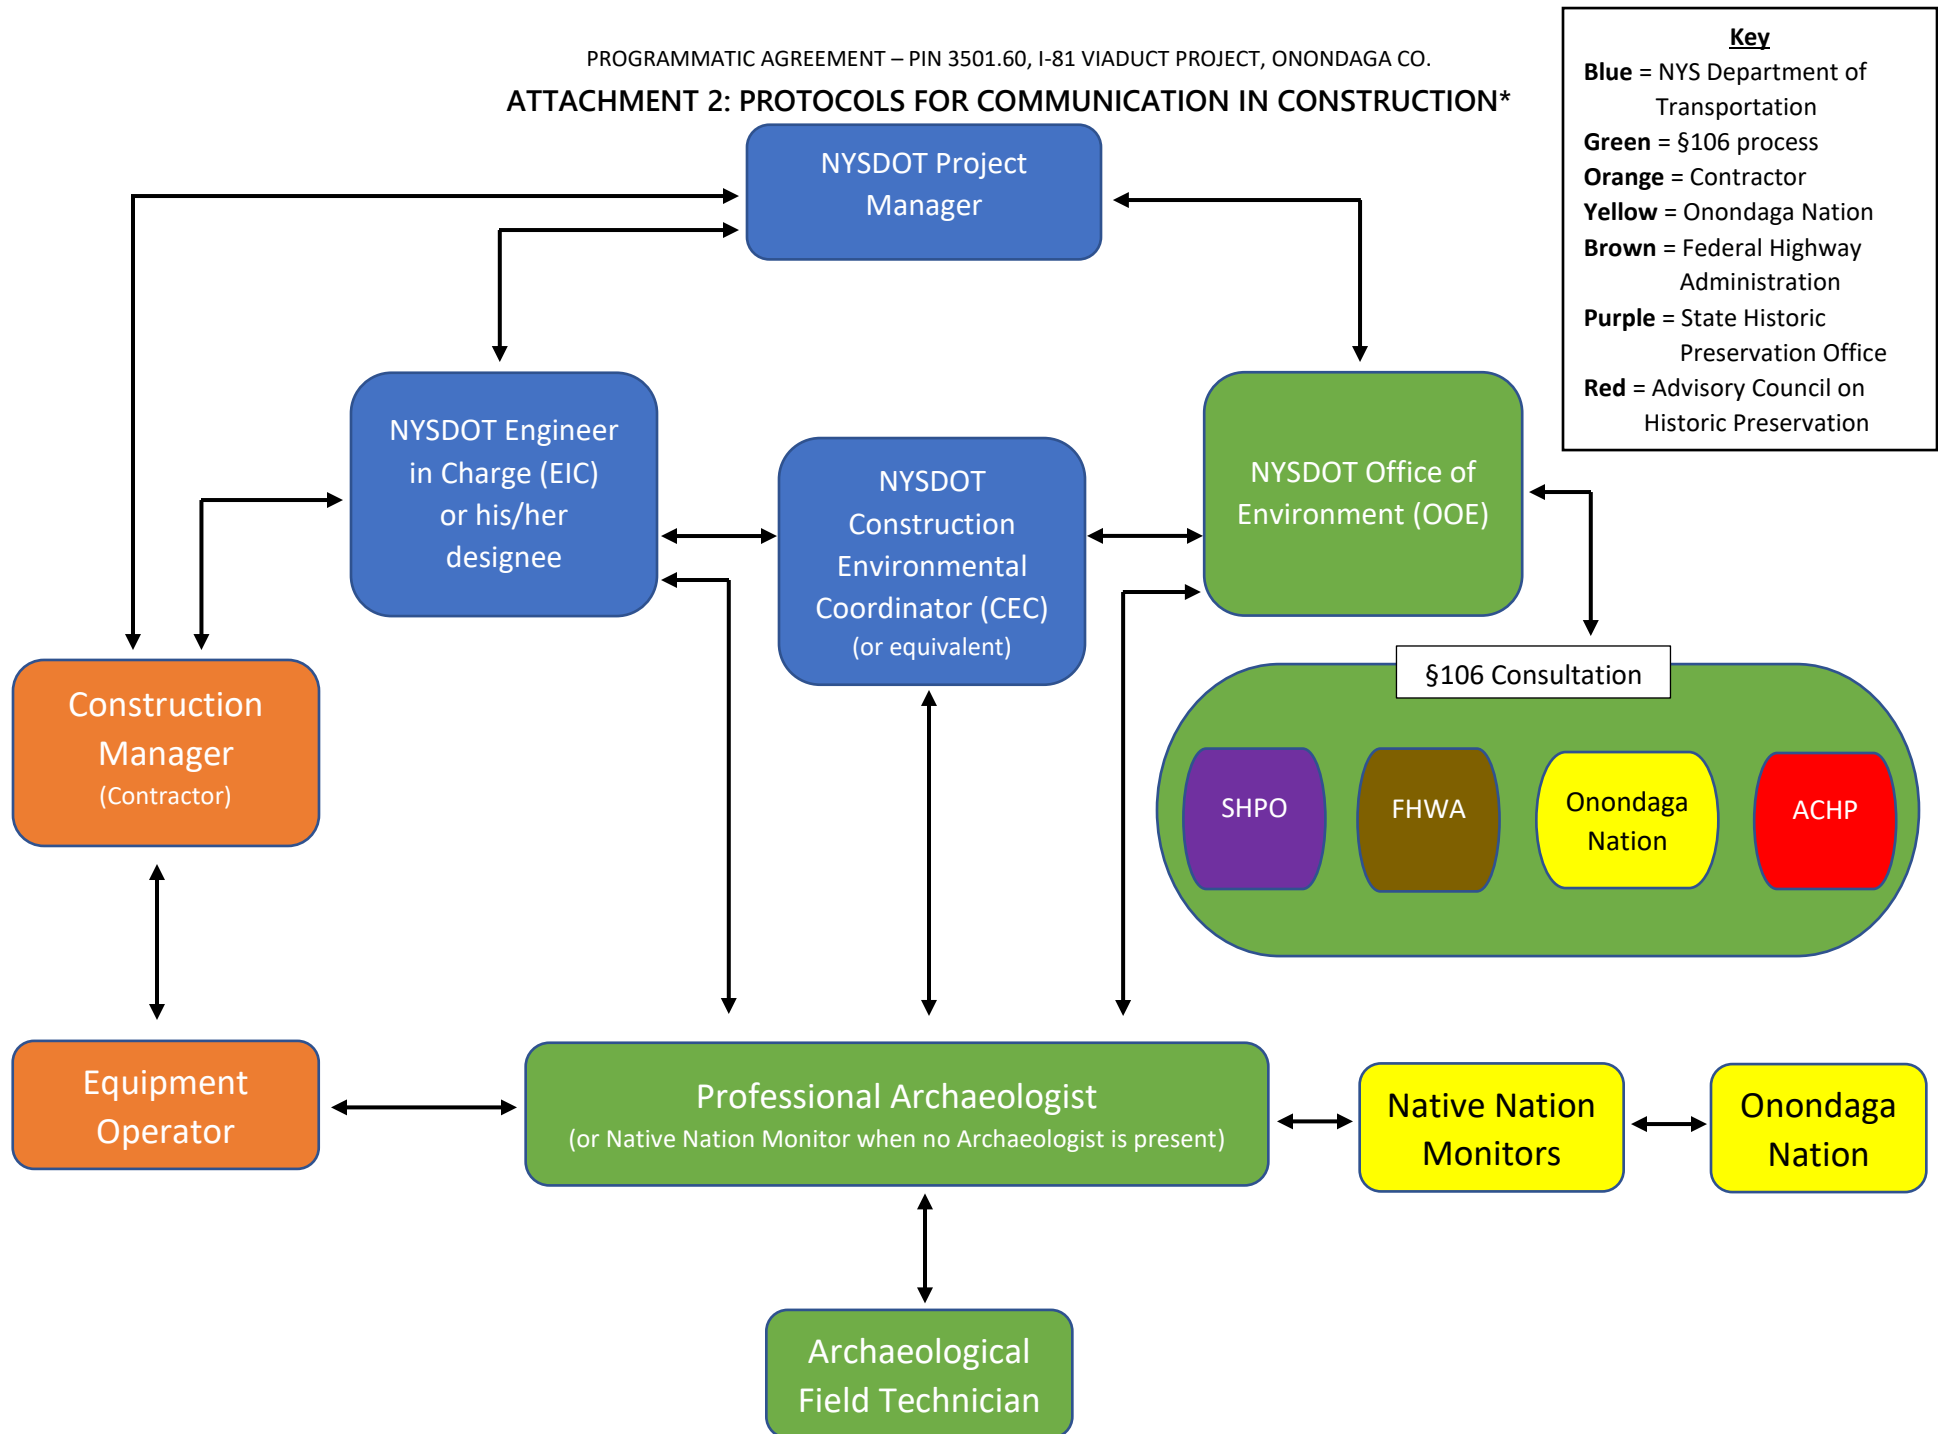 PROGRAMMATIC AGREEMENT – PIN 3501.60, I-81 VIADUCT PROJECT, ONONDAGA CO.
ATTACHMENT 2: PROTOCOLS FOR COMMUNICATION IN CONSTRUCTION*
Key
Blue = NYS Department of
Transportation
Green = §106 process
Orange = Contractor
Yellow = Onondaga Nation
Brown = Federal Highway
Administration
Purple = State Historic
Preservation Office
Red = Advisory Council on
Historic Preservation
NYSDOT Project
Manager
NYSDOT Engineer
in Charge (EIC)
or his/her
designee
NYSDOT
Construction
Environmental
Coordinator (CEC)
(or equivalent)
NYSDOT Office of
Environment (OOE)
Construction
Manager
(Contractor)
§106 Consultation
SHPO
FHWA
Onondaga
Nation
ACHP
Equipment
Operator
Professional Archaeologist
(or Native Nation Monitor when no Archaeologist is present)
Native Nation
Monitors
Onondaga
Nation
Archaeological
Field Technician